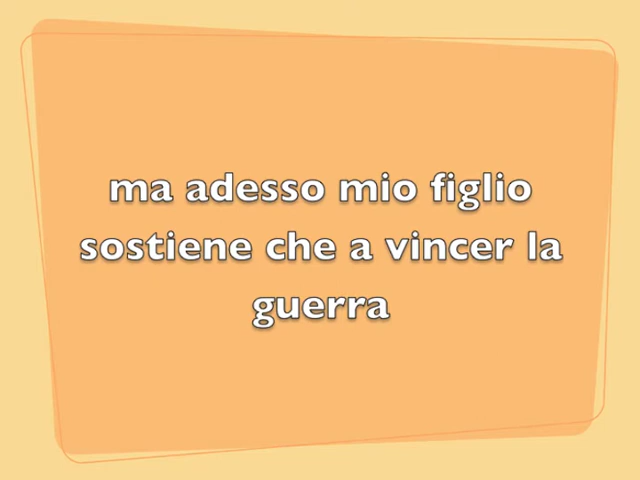 ma adesso mio figlio
sostiene che a vincer la
guerra